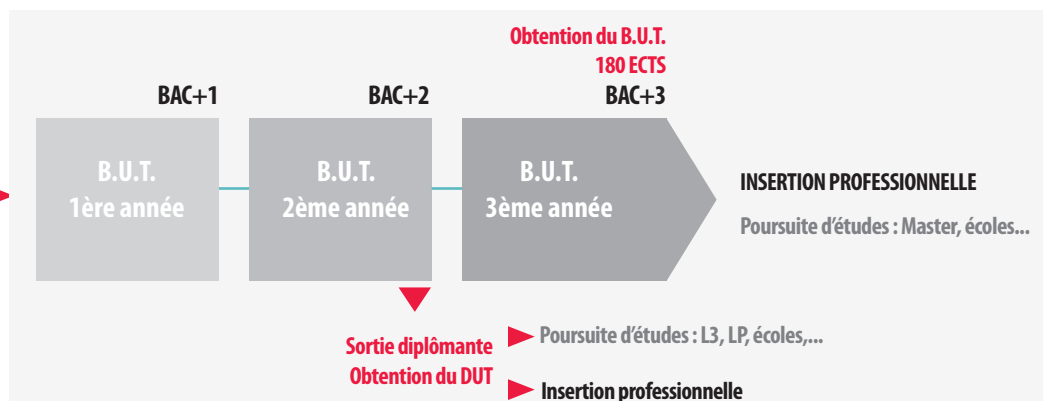 Obtention du B.U.T.
180 ECTS
BAC+1
BAC+2
BAC+3
B.U.T.
1ère année
B.U.T.
2ème année
B.U.T.
3ème année
INSERTION PROFESSIONNELLE
Poursuite d'études : Master, écoles...
Sortie diplômante
Obtention du DUT
Poursuite d'études : L3, LP, écoles,...
Insertion professionnelle